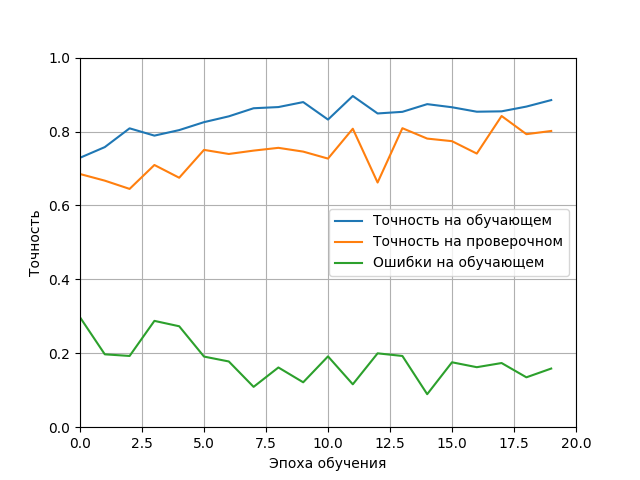 1.0
0.8
0.6
0.4
0.2
0.0
Точность
Точность на обучающем
Точность на проверочном
Ошибки на обучающем
0.0 2.5 5.0 7.5 10.0 12.5 15.0 17.5 20.0
Эпоха обучения